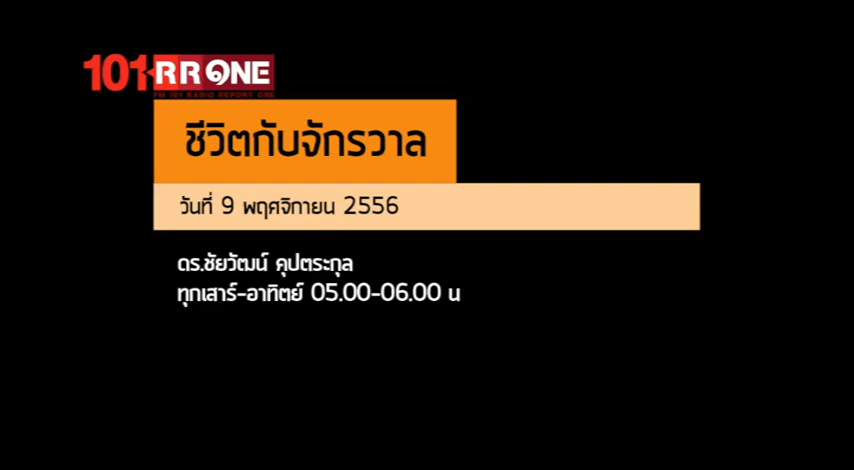 101 RR ONE
FM 101 RADIO REPORT ONE
ชีวิตกับจักรวาล
วันที่ 9 พฤศจิกายน 2556
ดร.ชัยวัฒน์ คุปตระกุล
ทุกเสาร์-อาทิตย์ 05.00-06.00 น